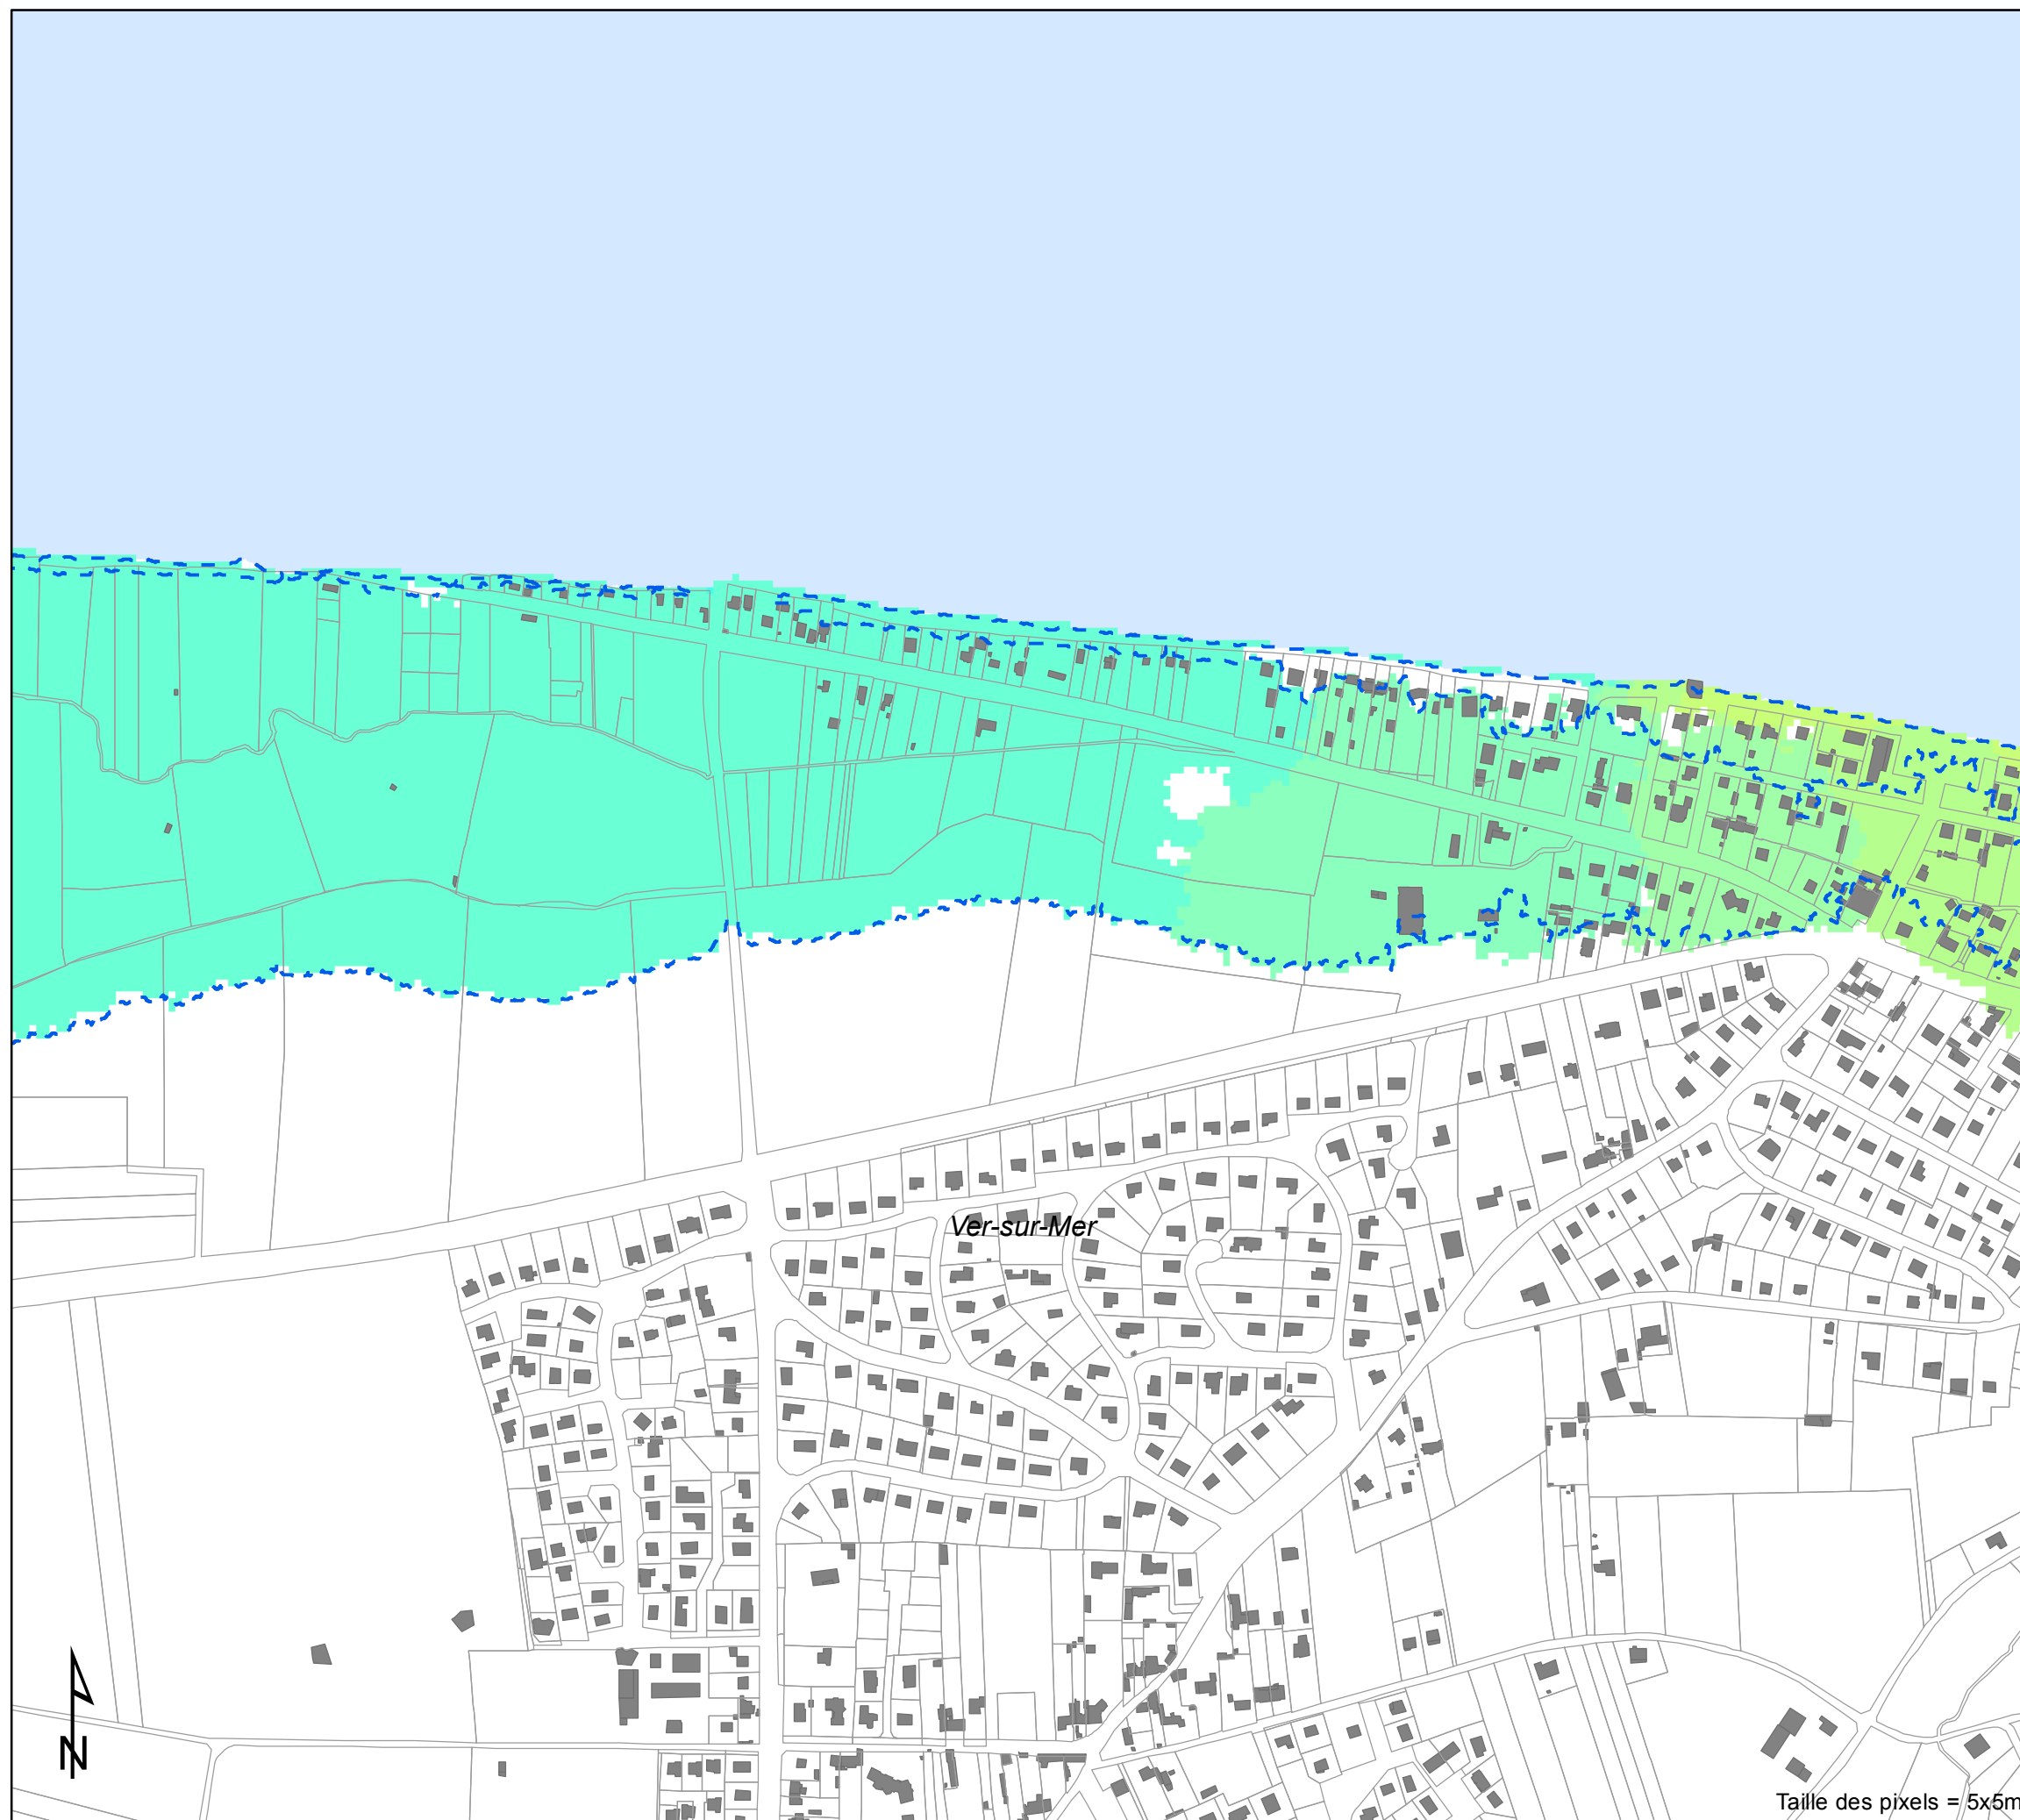 Ver-sur-Mer
N
Taille des pixels = 5x5m